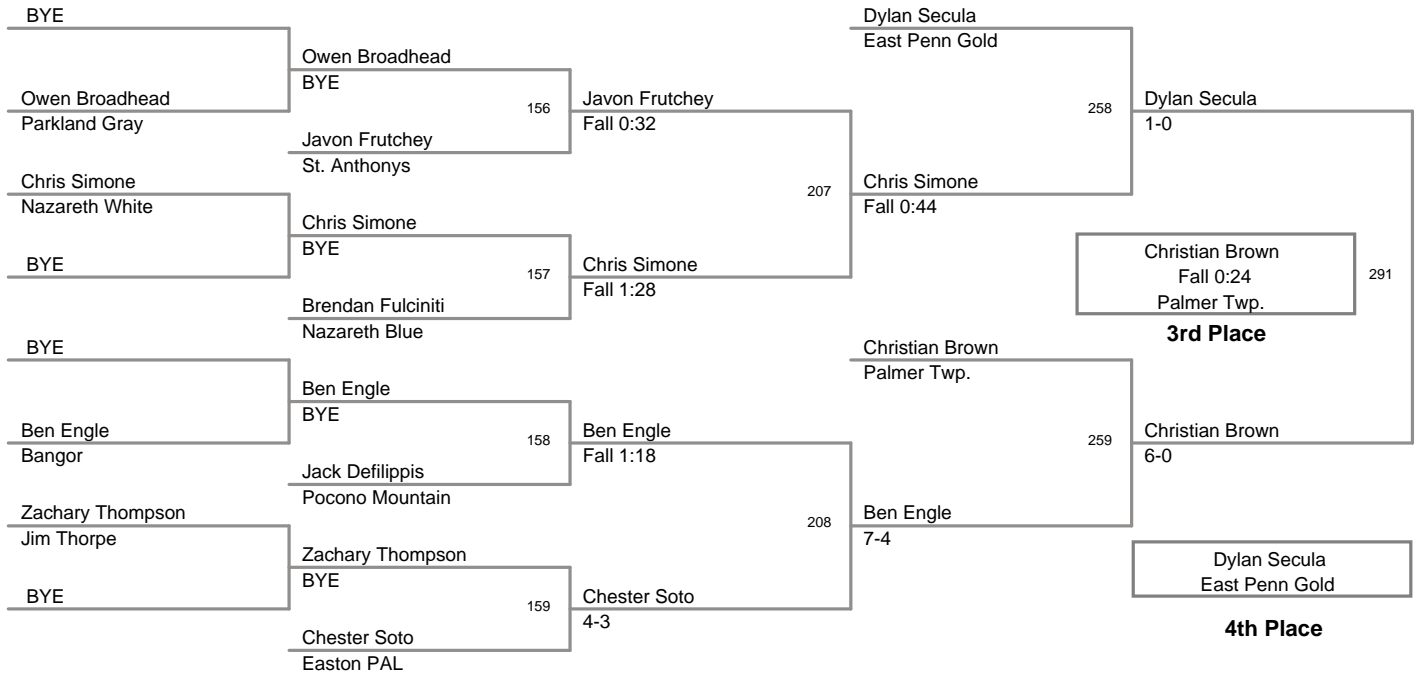 BYE
Owen Broadhead
Parkland Gray
Chris Simone
Nazareth White
BYE
BYE
Ben Engle
Bangor
Zachary Thompson
Jim Thorpe
BYE
Owen Broadhead
BYE
156
Javon Frutchey
St. Anthonys
Chris Simone
BYE
157
Brendan Fulciniti
Nazareth Blue
Ben Engle
BYE
158
Jack Defilippis
Pocono Mountain
Zachary Thompson
BYE
159
Chester Soto
Easton PAL
Javon Frutchey
Fall 0:32
207
Chris Simone
Fall 1:28
Ben Engle
Fall 1:18
208
Chester Soto
4-3
Dylan Secula
East Penn Gold
258
Chris Simone
Fall 0:44
Christian Brown
Palmer Twp.
259
Ben Engle
7-4
Dylan Secula
1-0
Christian Brown
Fall 0:24
Palmer Twp.
291
3rd Place
Christian Brown
6-0
Dylan Secula
East Penn Gold
4th Place